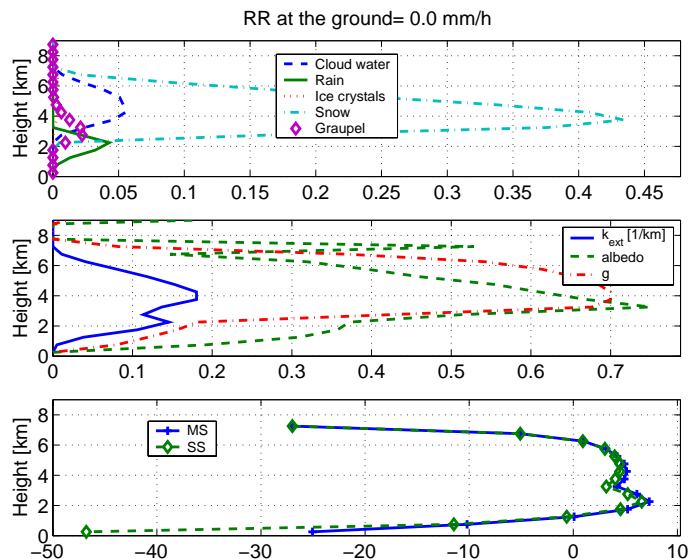 RR at the ground= 0.0 mm/h
Height [km]
8
6
4
2
0
Cloud water
Rain
Ice crystals
Snow
Graupel
0 0.05 0.1 0.15 0.2 0.25 0.3 0.35 0.4 0.45
Height [km]
8
6
4
2
0
k_ext [1/km]
albedo
g
0 0.1 0.2 0.3 0.4 0.5 0.6 0.7
Height [km]
8
6
4
2
0
MS
SS
−50 −40 −30 −20 −10 0 10